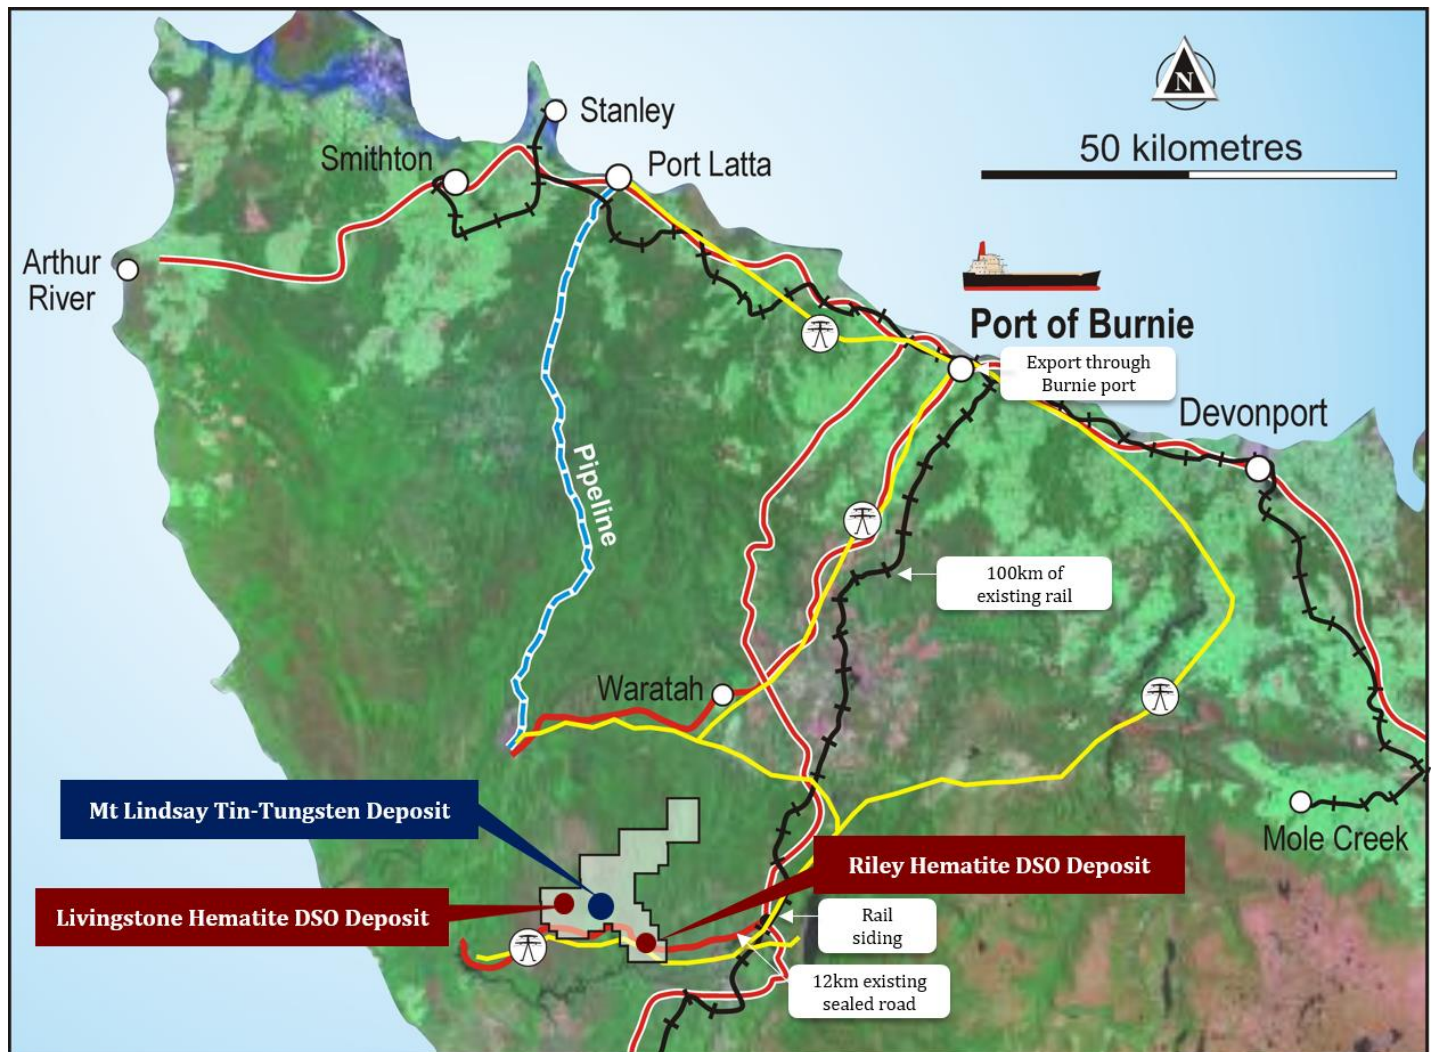 N
50 kilometres
Stanley
Smithton
Port Latta
Arthur
River
Port of Burnie
Export through
Burnie port
Devonport
Pipeline
100km of
existing rail
Waratah
Mt Lindsay Tin-Tungsten Deposit
Mole Creek
Riley Hematite DSO Deposit
Livingstone Hematite DSO Deposit
Rail
siding
12km existing
sealed road